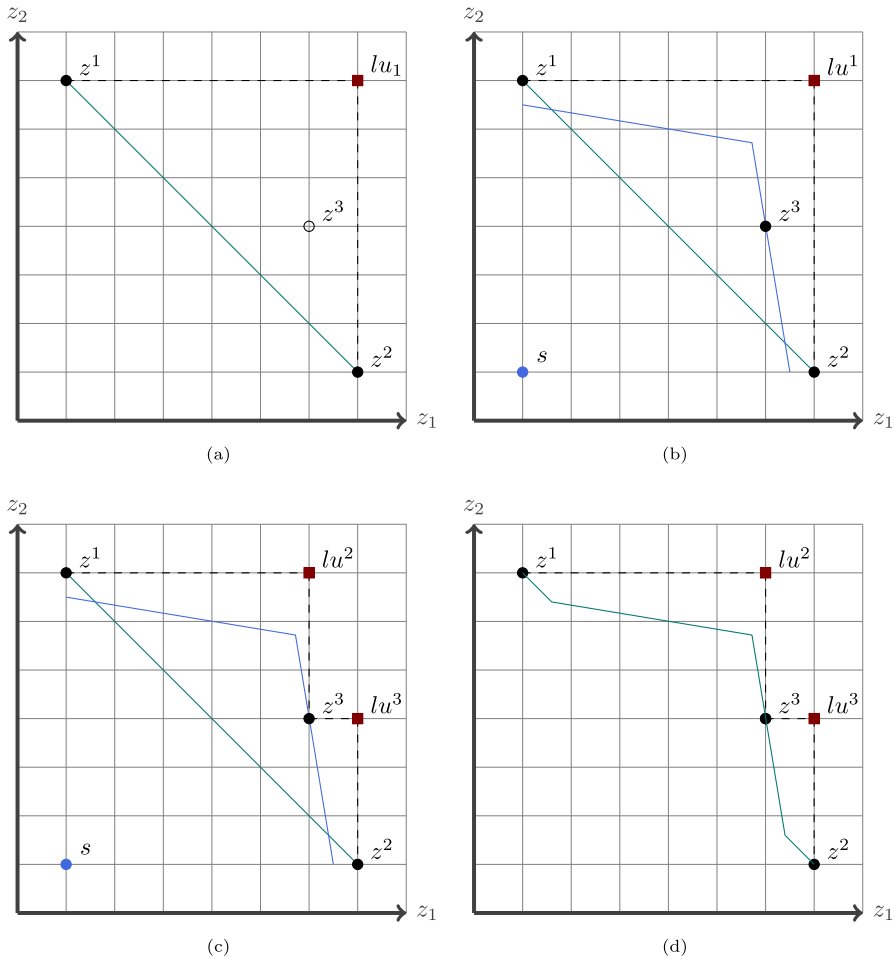 z₂ z₂
z¹ lu₁ z¹ lu¹
z³ z³
z² s z²
z₁ z₁
(a) (b)
z₂ z₂
z¹ lu² z¹ lu²
z³ lu³ z³ lu³
s z² z²
z₁ z₁
(c) (d)